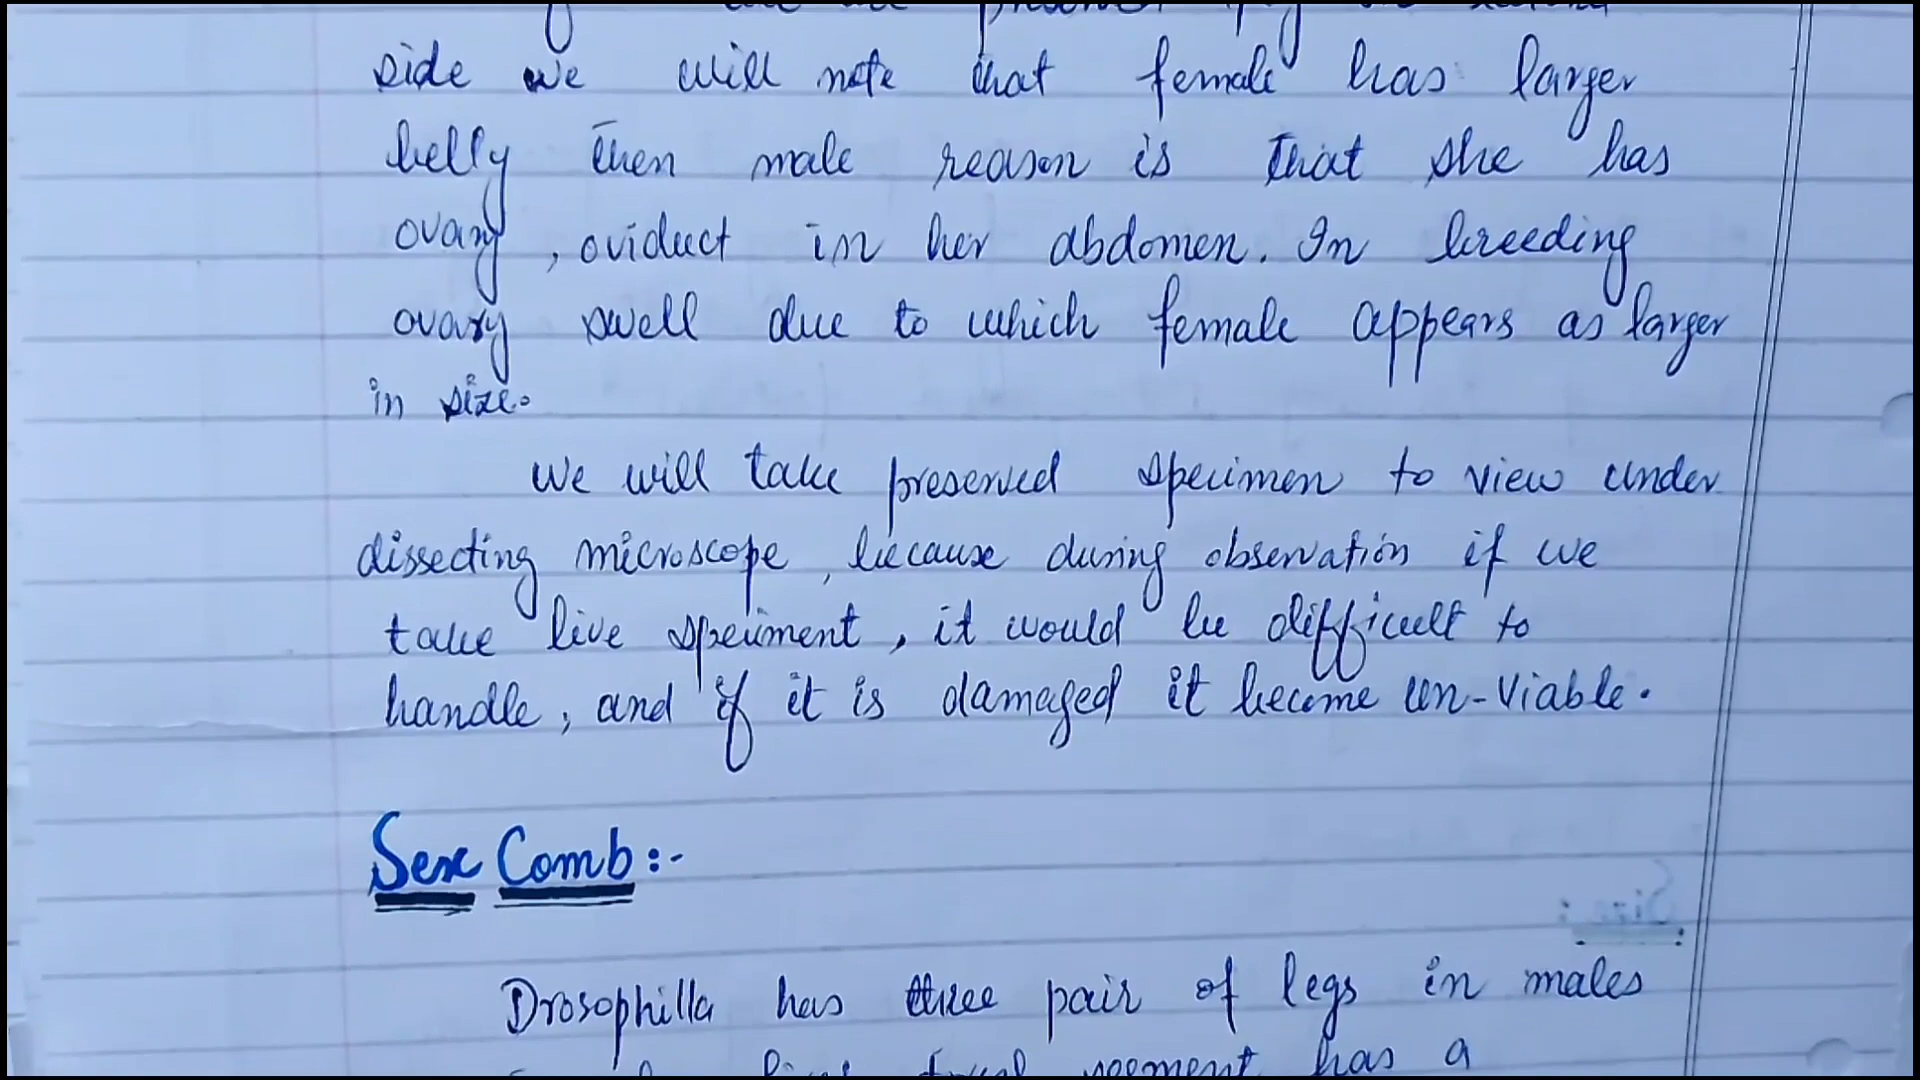 side we will note that female has larger
belly then male reason is that she has
ovary, oviduct in her abdomen. In breeding
ovary swell due to which female appears as larger
in size.
We will take preserved specimen to view under
dissecting microscope, because during observation if we
take live speciment, it would be difficult to
handle, and if it is damaged it become un-viable.
Sex Comb:-
Size:
Drosophilla has three pair of legs in males
has a